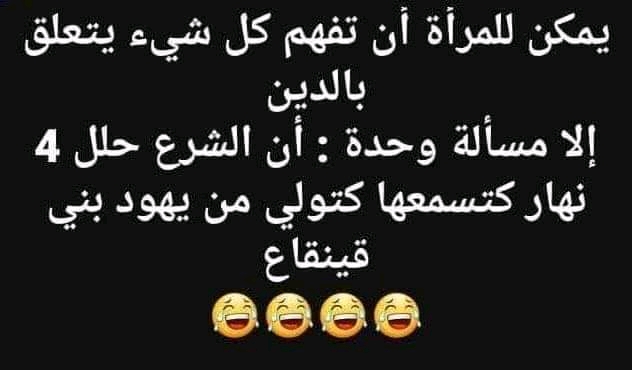 يمكن للمرأة أن تفهم كل شيء يتعلق
بالدين
إلا مسألة وحدة : أن الشرع حلل 4
نهار كتسمعها كتولي من يهود بني
قينقاع
😂😂😂😂